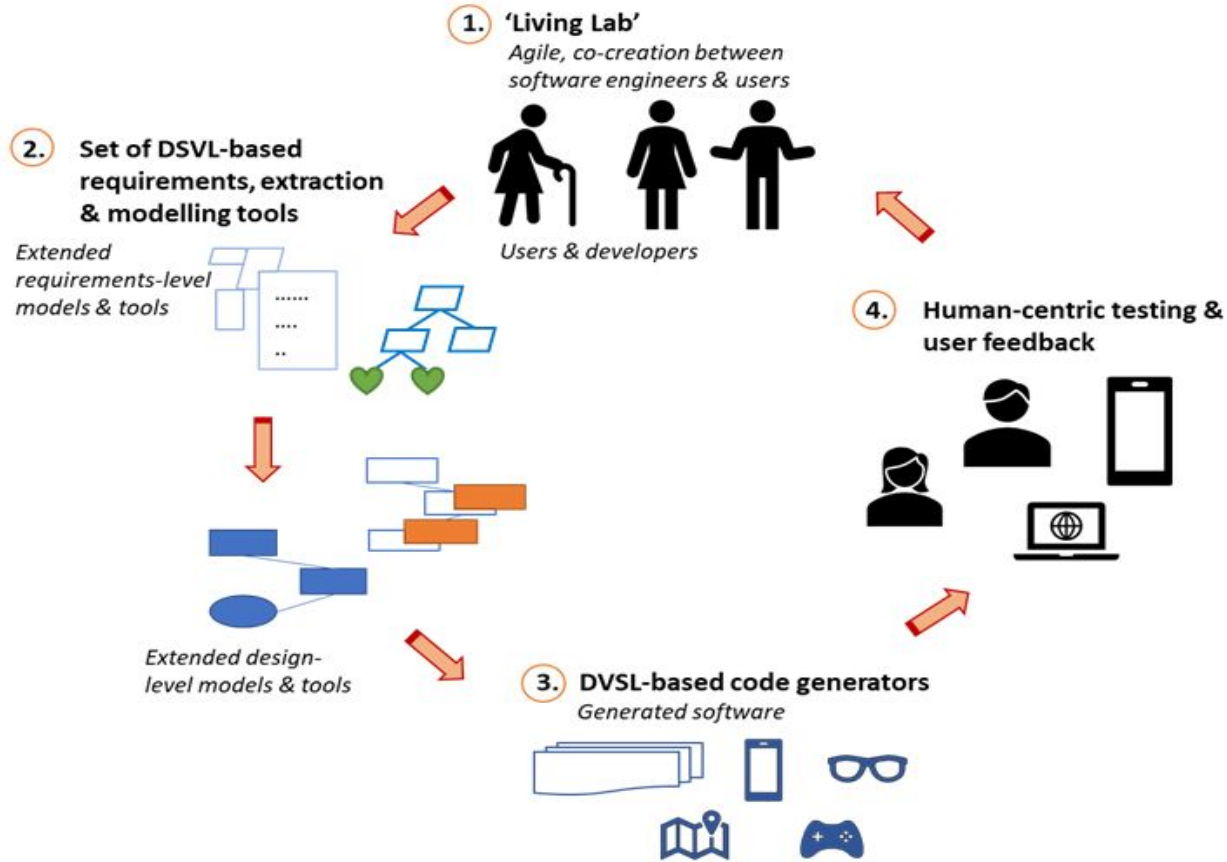 1. ‘Living Lab’
Agile, co-creation between
software engineers & users
Users & developers
2. Set of DSVL-based
requirements, extraction
& modelling tools
Extended
requirements-level
models & tools
......
....
..
Extended design-
level models & tools
3. DVSL-based code generators
Generated software
4. Human-centric testing &
user feedback